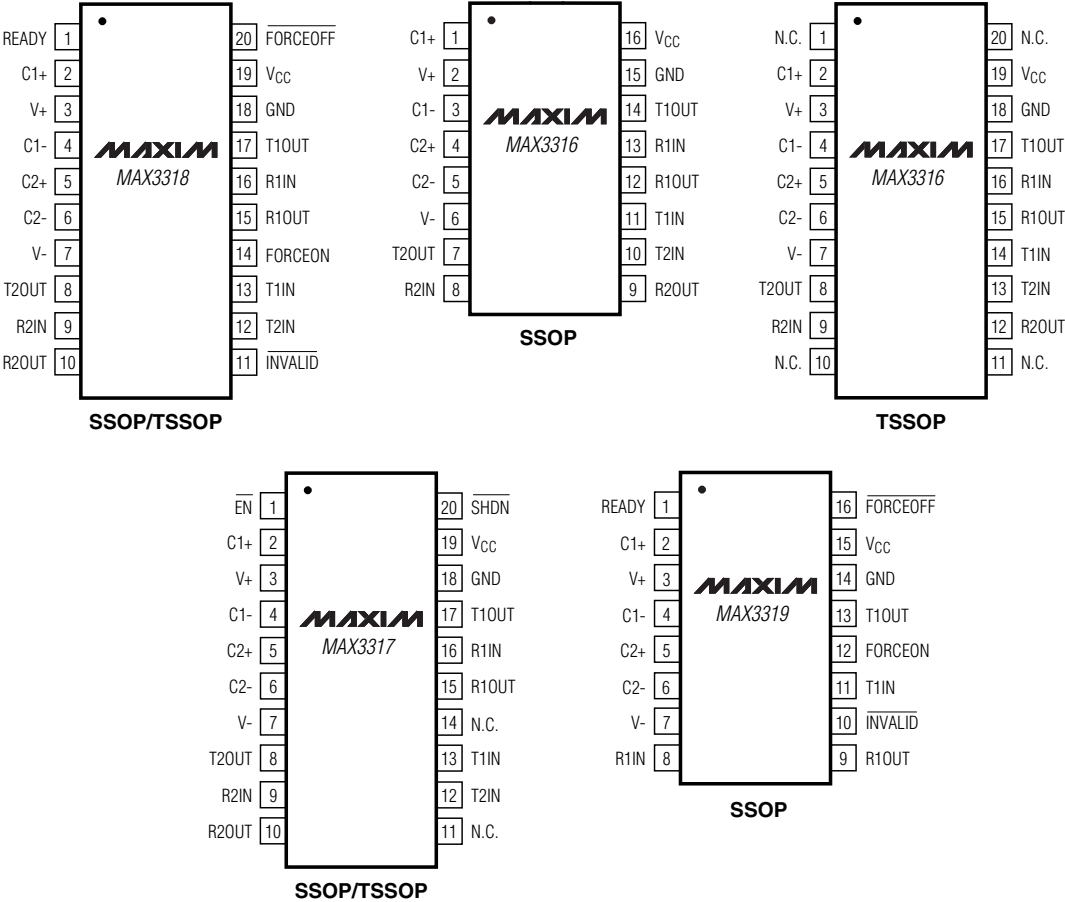 READY 1 20 FORCEOFF
C1+ 2 19 VCC
V+ 3 18 GND
C1- 4 17 T1OUT
C2+ 5 16 R1IN
C2- 6 15 R1OUT
V- 7 14 FORCEON
T2OUT 8 13 T1IN
R2IN 9 12 T2IN
R2OUT 10 11 INVALID
MAXIM
MAX3318
SSOP/TSSOP
C1+ 1 16 VCC
V+ 2 15 GND
C1- 3 14 T1OUT
C2+ 4 13 R1IN
C2- 5 12 R1OUT
V- 6 11 T1IN
T2OUT 7 10 T2IN
R2IN 8 9 R2OUT
MAXIM
MAX3316
SSOP
N.C. 1 20 N.C.
C1+ 2 19 VCC
V+ 3 18 GND
C1- 4 17 T1OUT
C2+ 5 16 R1IN
C2- 6 15 R1OUT
V- 7 14 T1IN
T2OUT 8 13 T2IN
R2IN 9 12 R2OUT
N.C. 10 11 N.C.
MAXIM
MAX3316
TSSOP
EN 1 20 SHDN
C1+ 2 19 VCC
V+ 3 18 GND
C1- 4 17 T1OUT
C2+ 5 16 R1IN
C2- 6 15 R1OUT
V- 7 14 N.C.
T2OUT 8 13 T1IN
R2IN 9 12 T2IN
R2OUT 10 11 N.C.
MAXIM
MAX3317
SSOP/TSSOP
READY 1 16 FORCEOFF
C1+ 2 15 VCC
V+ 3 14 GND
C1- 4 13 T1OUT
C2+ 5 12 FORCEON
C2- 6 11 T1IN
V- 7 10 INVALID
R1IN 8 9 R1OUT
MAXIM
MAX3319
SSOP